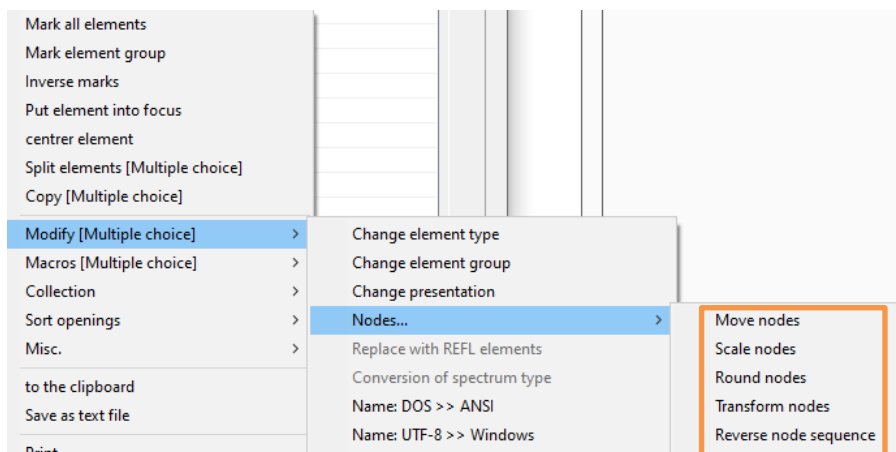 Mark all elements
Mark element group
Inverse marks
Put element into focus
centrer element
Split elements [Multiple choice]
Copy [Multiple choice]
Modify [Multiple choice]
Macros [Multiple choice]
Collection
Sort openings
Misc.
to the clipboard
Save as text file
Print
Change element type
Change element group
Change presentation
Nodes...
Replace with REFL elements
Conversion of spectrum type
Name: DOS >> ANSI
Name: UTF-8 >> Windows
Move nodes
Scale nodes
Round nodes
Transform nodes
Reverse node sequence